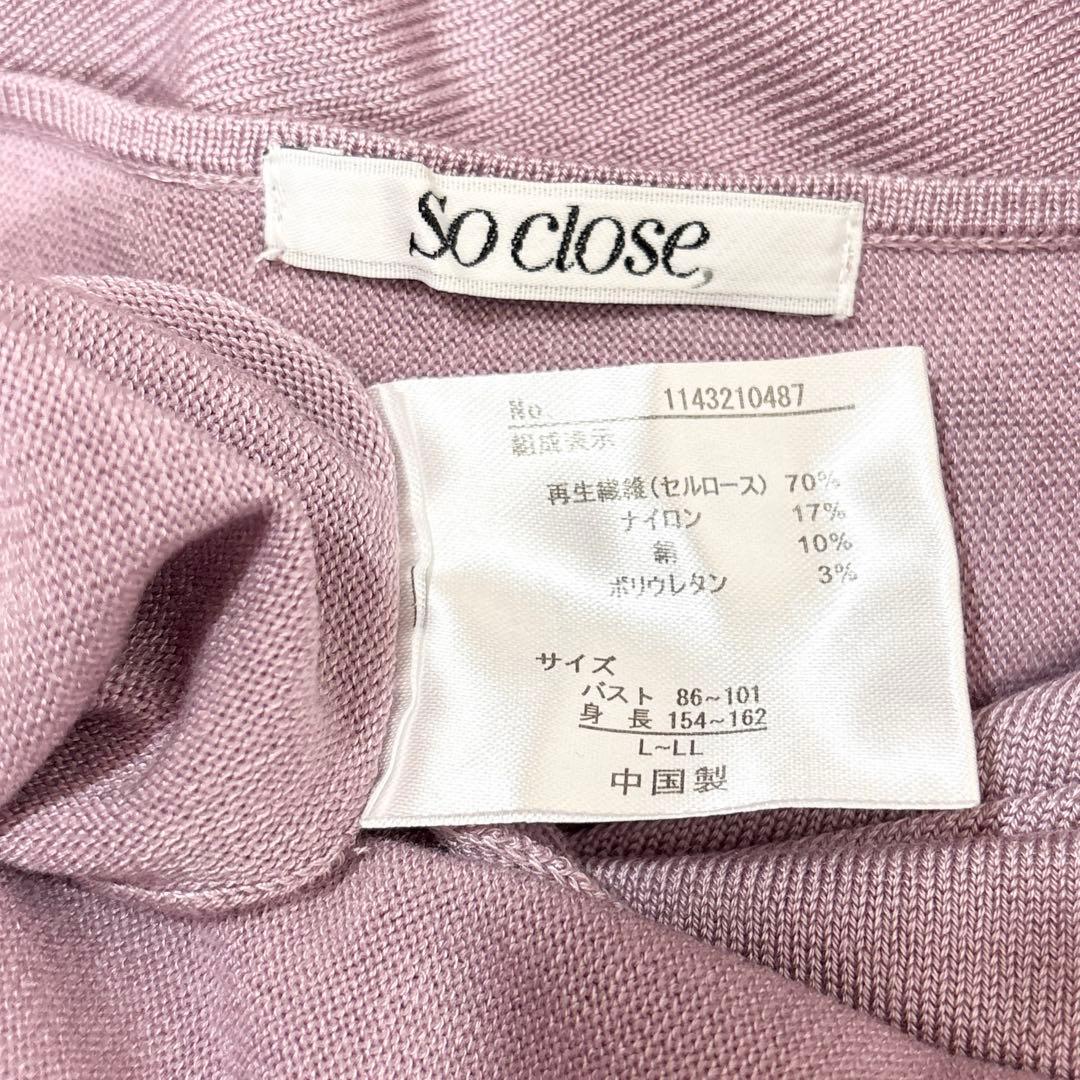 So close,
No. 1143210487
組成表示
再生繊維(セルロース) 70%
ナイロン 17%
絹 10%
ポリウレタン 3%
サイズ
バスト 86~101
身 長 154~162
L~LL
中国製